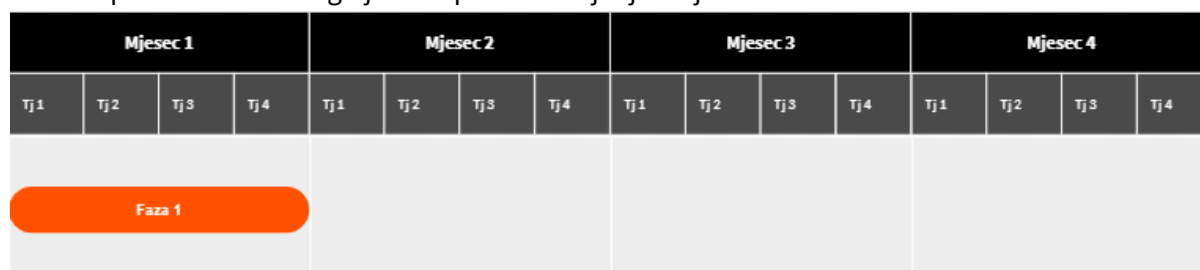 Mjesec 1 Mjesec 2 Mjesec 3 Mjesec 4
Tj 1 Tj 2 Tj 3 Tj 4 Tj 1 Tj 2 Tj 3 Tj 4 Tj 1 Tj 2 Tj 3 Tj 4 Tj 1 Tj 2 Tj 3 Tj 4
Faza 1